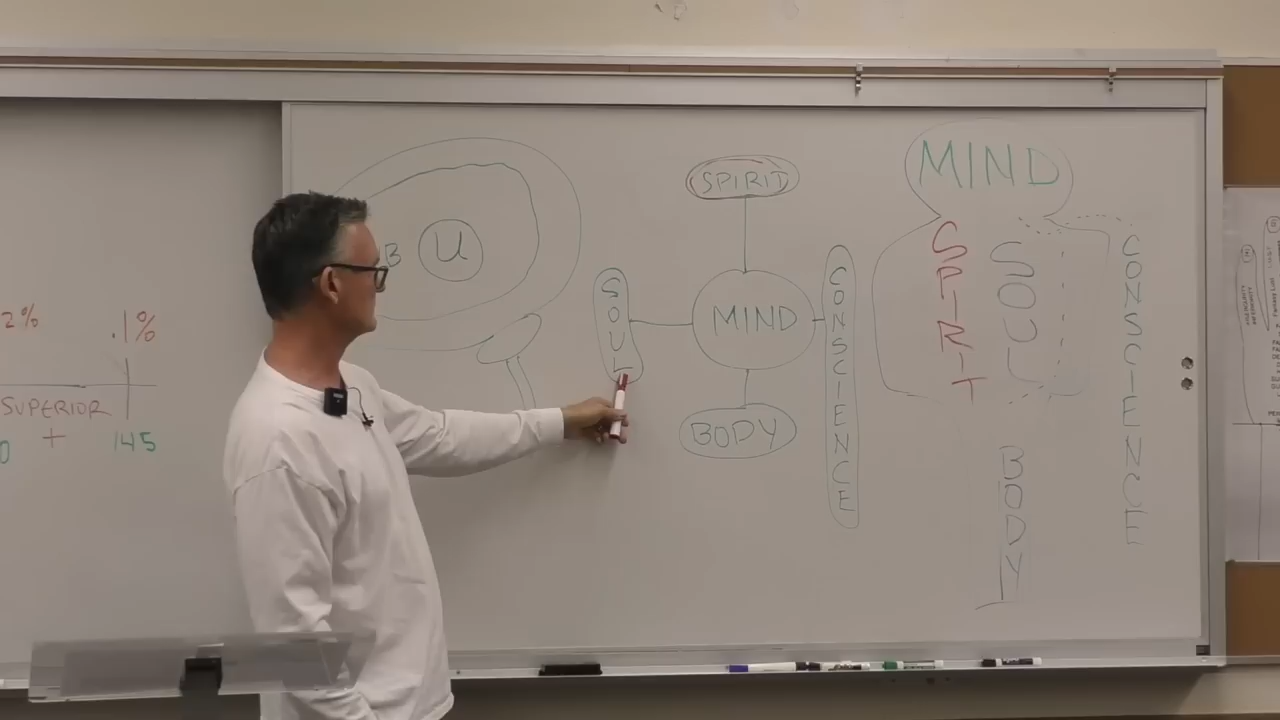 2%
.1%
SUPERIOR
+
0
145
B
U
SPIRIT
SOUL
MIND
CONSCIENCE
BODY
MIND
SPIRIT
SOUL
CONSCIENCE
BODY